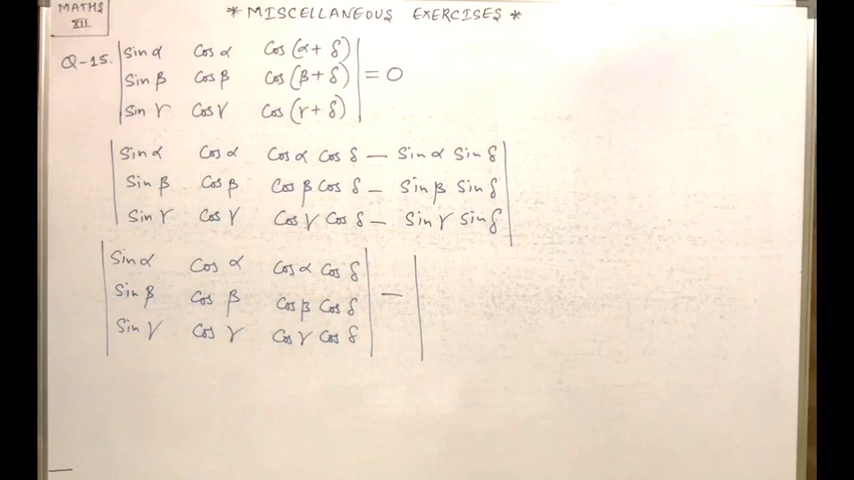 MATHS
XII
* MISCELLANEOUS EXERCISES *
Q-15. | Sin α Cos α Cos (α + δ) |
| Sin β Cos β Cos (β + δ) | = 0
| Sin γ Cos γ Cos (γ + δ) |
| Sin α Cos α Cos α Cos δ — Sin α Sin δ |
| Sin β Cos β Cos β Cos δ — Sin β Sin δ |
| Sin γ Cos γ Cos γ Cos δ — Sin γ Sin δ |
| Sin α Cos α Cos α Cos δ | |
| Sin β Cos β Cos β Cos δ | — |
| Sin γ Cos γ Cos γ Cos δ | |